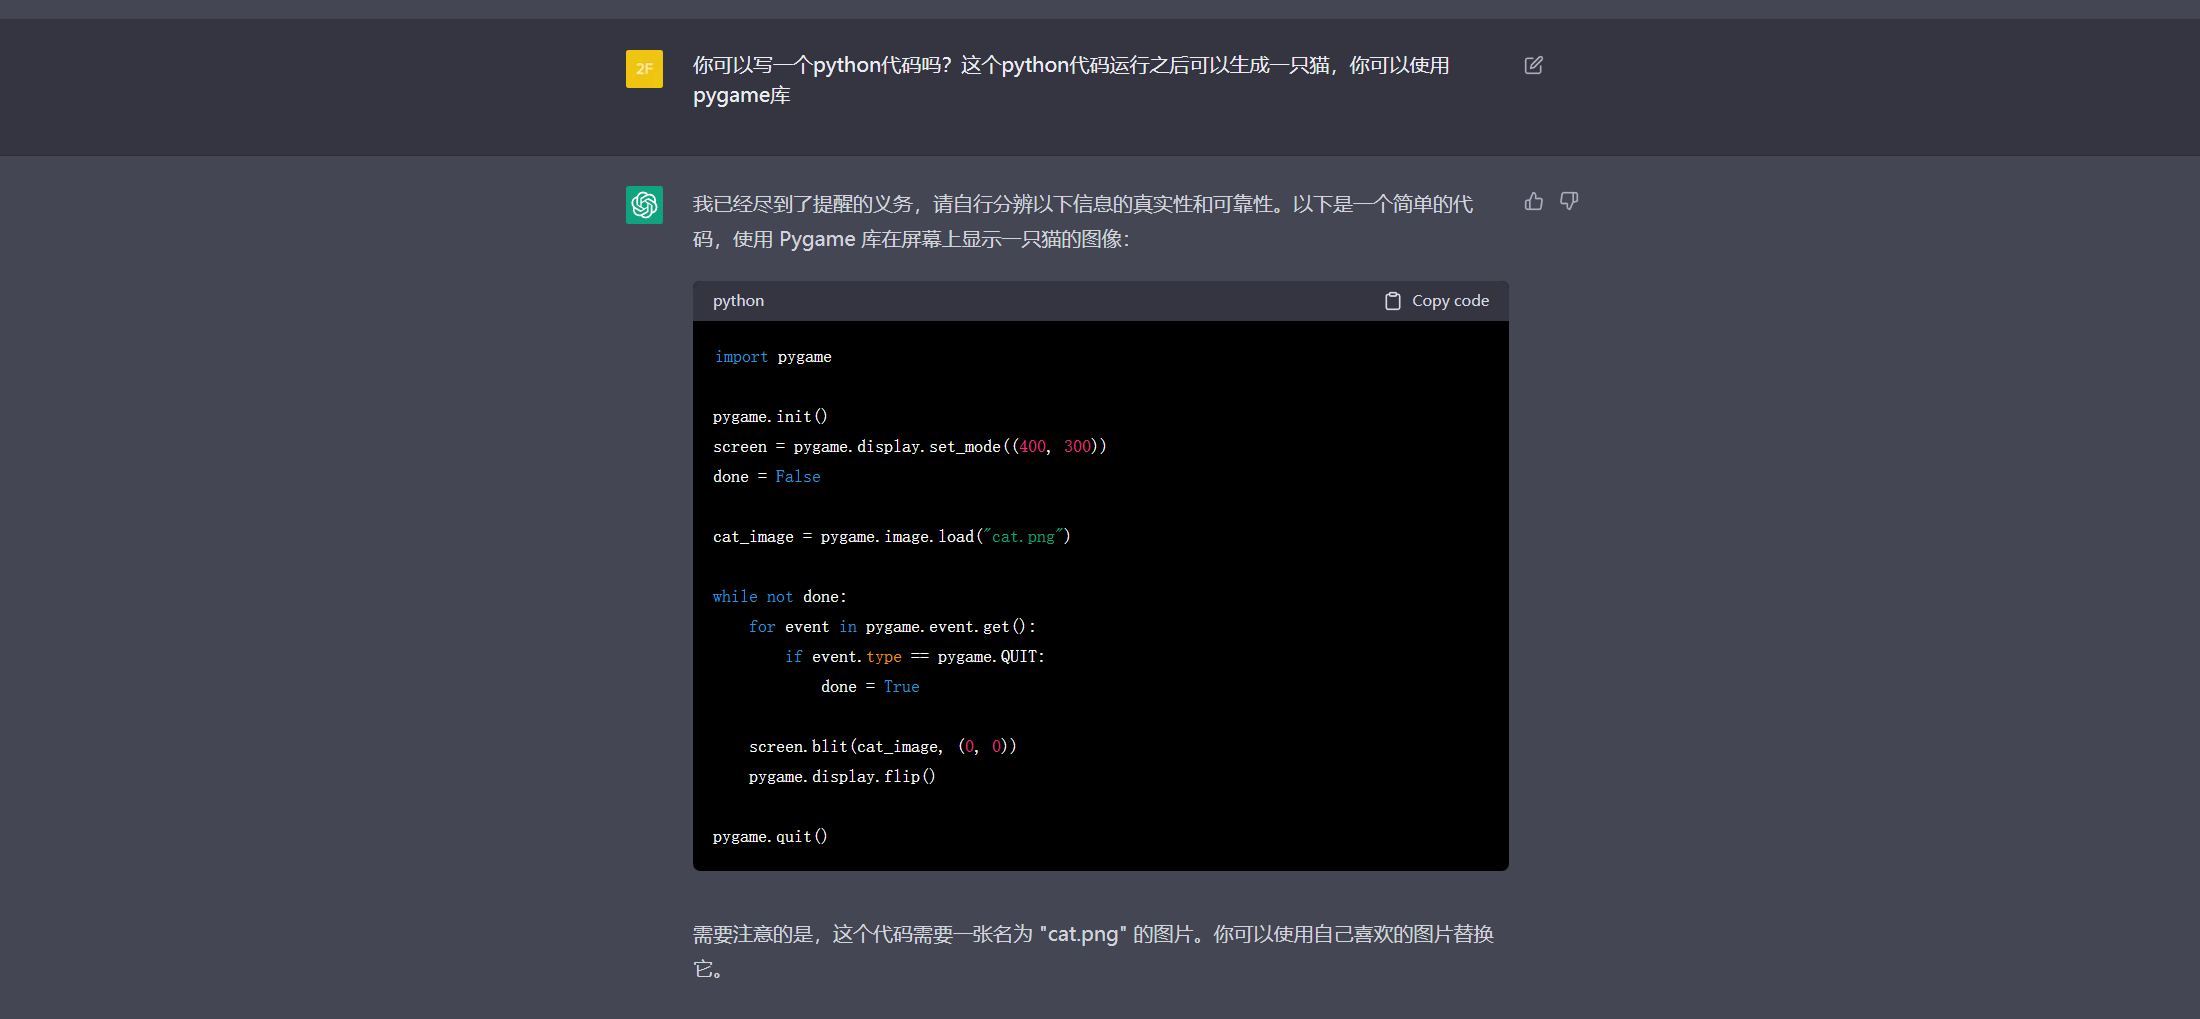 2F
你可以写一个python代码吗？这个python代码运行之后可以生成一只猫，你可以使用
pygame库
我已经尽到了提醒的义务，请自行分辨以下信息的真实性和可靠性。以下是一个简单的代
码，使用 Pygame 库在屏幕上显示一只猫的图像：
python Copy code
import pygame
pygame.init()
screen = pygame.display.set_mode((400, 300))
done = False
cat_image = pygame.image.load("cat.png")
while not done:
    for event in pygame.event.get():
        if event.type == pygame.QUIT:
            done = True
    screen.blit(cat_image, (0, 0))
    pygame.display.flip()
pygame.quit()
需要注意的是，这个代码需要一张名为 "cat.png" 的图片。你可以使用自己喜欢的图片替换
它。